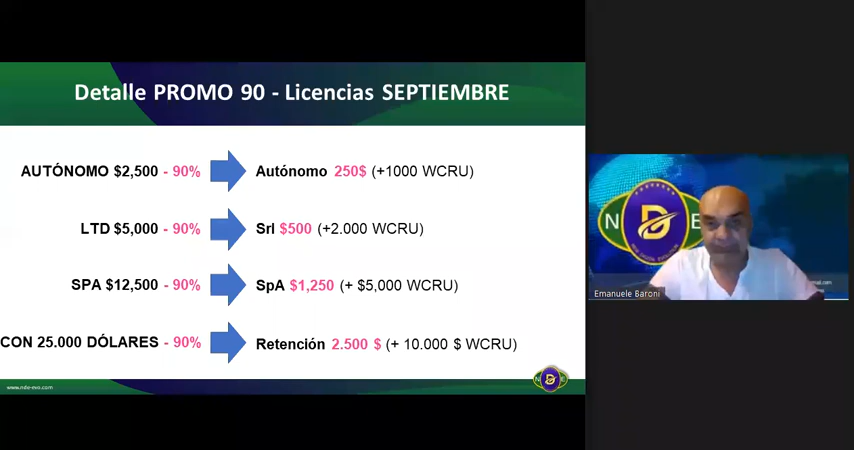 Detalle PROMO 90 - Licencias SEPTIEMBRE
AUTÓNOMO $2,500 - 90% Autónomo 250$ (+1000 WCRU)
LTD $5,000 - 90% Srl $500 (+2.000 WCRU)
SPA $12,500 - 90% SpA $1,250 (+ $5,000 WCRU)
CON 25.000 DÓLARES - 90% Retención 2.500 $ (+ 10.000 $ WCRU)
www.nde-evo.com
N D E
N D E
Emanuele Baroni